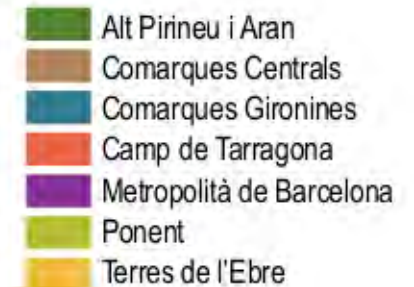 Alt Pirineu i Aran
Comarques Centrals
Comarques Gironines
Camp de Tarragona
Metropolità de Barcelona
Ponent
Terres de l'Ebre